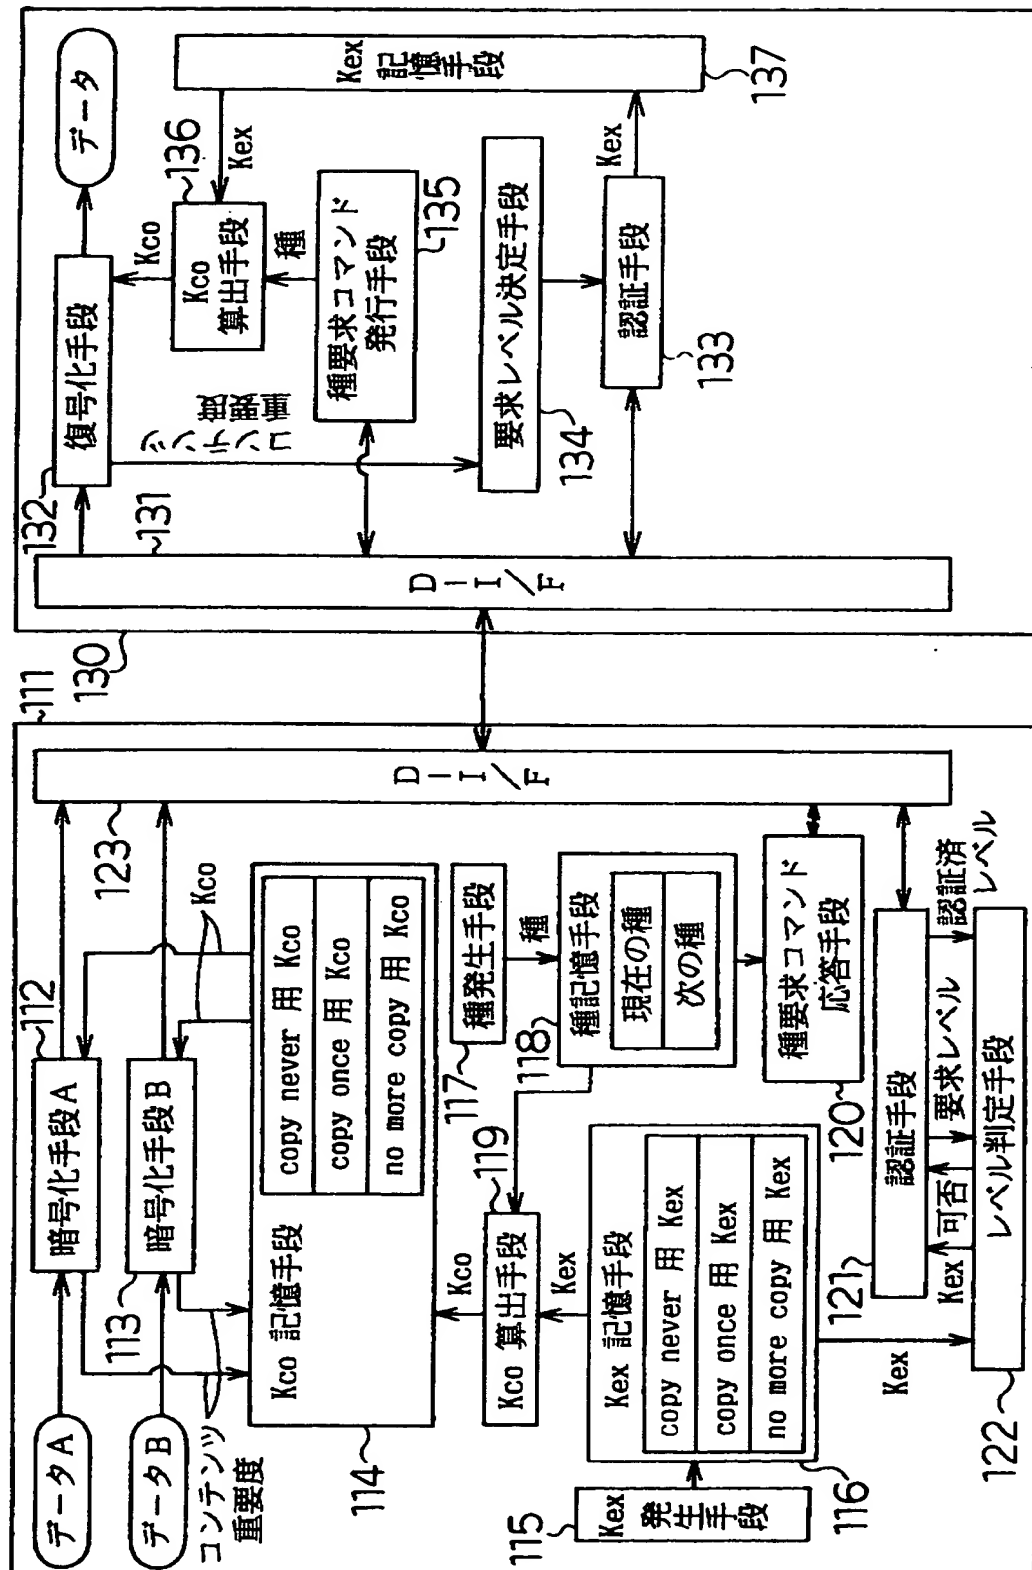 111
データA
データB
コンテンツ
重要度
112
暗号化手段A
113
暗号化手段B
Kco
123
D-I/F
114
Kco 記憶手段
copy never 用 Kco
copy once 用 Kco
no more copy 用 Kco
115
Kex
発生手段
116
Kex 記憶手段
copy never 用 Kex
copy once 用 Kex
no more copy 用 Kex
Kex
119
Kco 算出手段
Kco
117
種発生手段
種
118
種記憶手段
現在の種
次の種
120
種要求コマンド
応答手段
121
認証手段
Kex
可否
要求レベル
認証済
レベル
Kex
122
レベル判定手段
130
131
D-I/F
132
復号化手段
データ
コンテンツ
重要度
Kco
136
Kco
算出手段
Kex
種
135
種要求コマンド
発行手段
134
要求レベル決定手段
133
認証手段
Kex
137
Kex
記憶手段